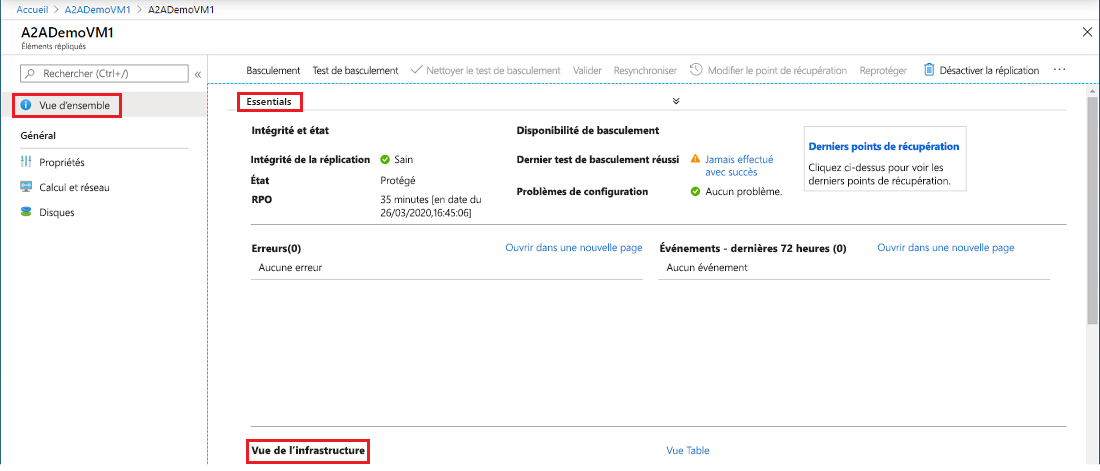 Accueil > A2ADemoVM1 > A2ADemoVM1
A2ADemoVM1
Éléments répliqués
Rechercher (Ctrl+/)
«
Vue d'ensemble
Général
Propriétés
Calcul et réseau
Disques
Basculement Test de basculement Nettoyer le test de basculement Valider Resynchroniser Modifier le point de récupération Reprotéger Désactiver la réplication ...
Essentials
Intégrité et état
Intégrité de la réplication Sain
État Protégé
RPO 35 minutes [en date du
26/03/2020,16:45:06]
Disponibilité de basculement
Dernier test de basculement réussi Jamais effectué
avec succès
Problèmes de configuration Aucun problème.
Derniers points de récupération
Cliquez ci-dessus pour voir les
derniers points de récupération.
Erreurs(0) Ouvrir dans une nouvelle page
Aucune erreur
Événements - dernières 72 heures (0) Ouvrir dans une nouvelle page
Aucun événement
Vue de l'infrastructure Vue Table